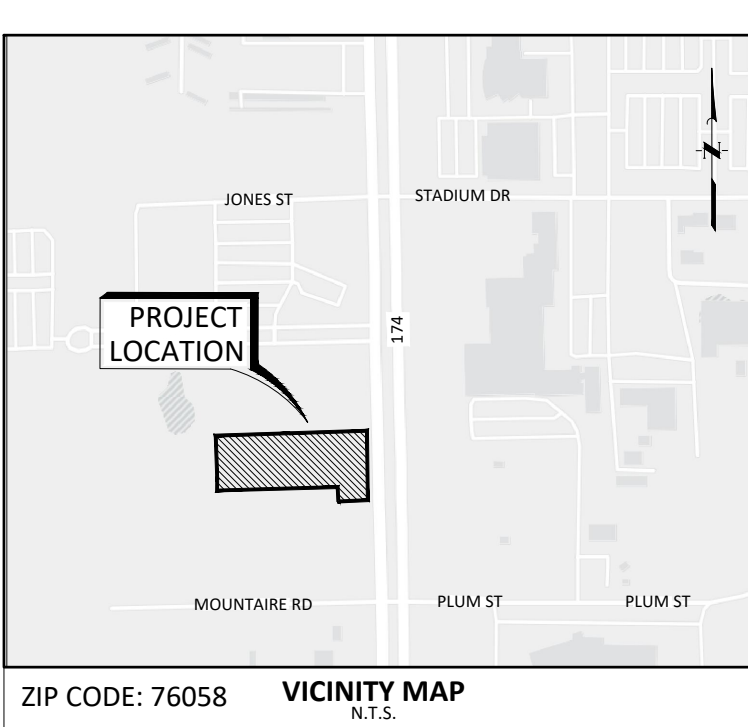 N
JONES ST
STADIUM DR
PROJECT
LOCATION
174
MOUNTAIRE RD
PLUM ST
PLUM ST
ZIP CODE: 76058
VICINITY MAP
N.T.S.